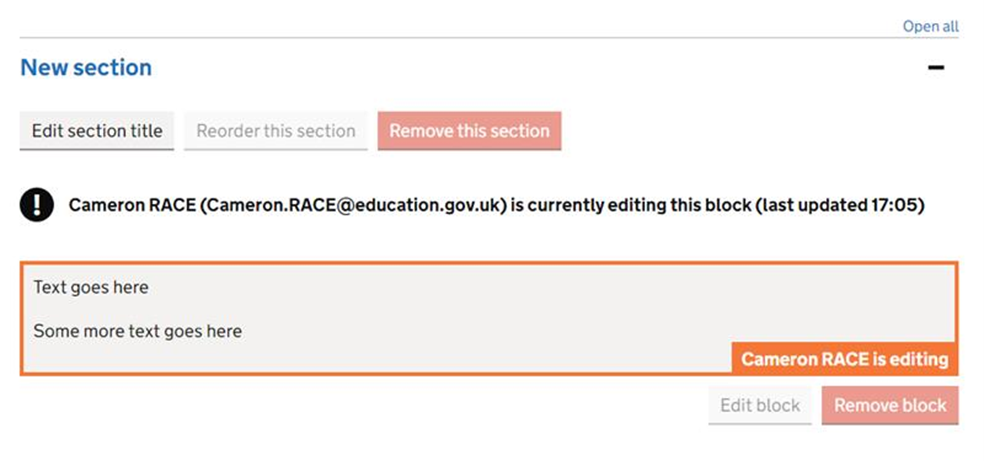 Open all
New section
Edit section title Reorder this section Remove this section
! Cameron RACE (Cameron.RACE@education.gov.uk) is currently editing this block (last updated 17:05)
Text goes here
Some more text goes here
Cameron RACE is editing
Edit block Remove block